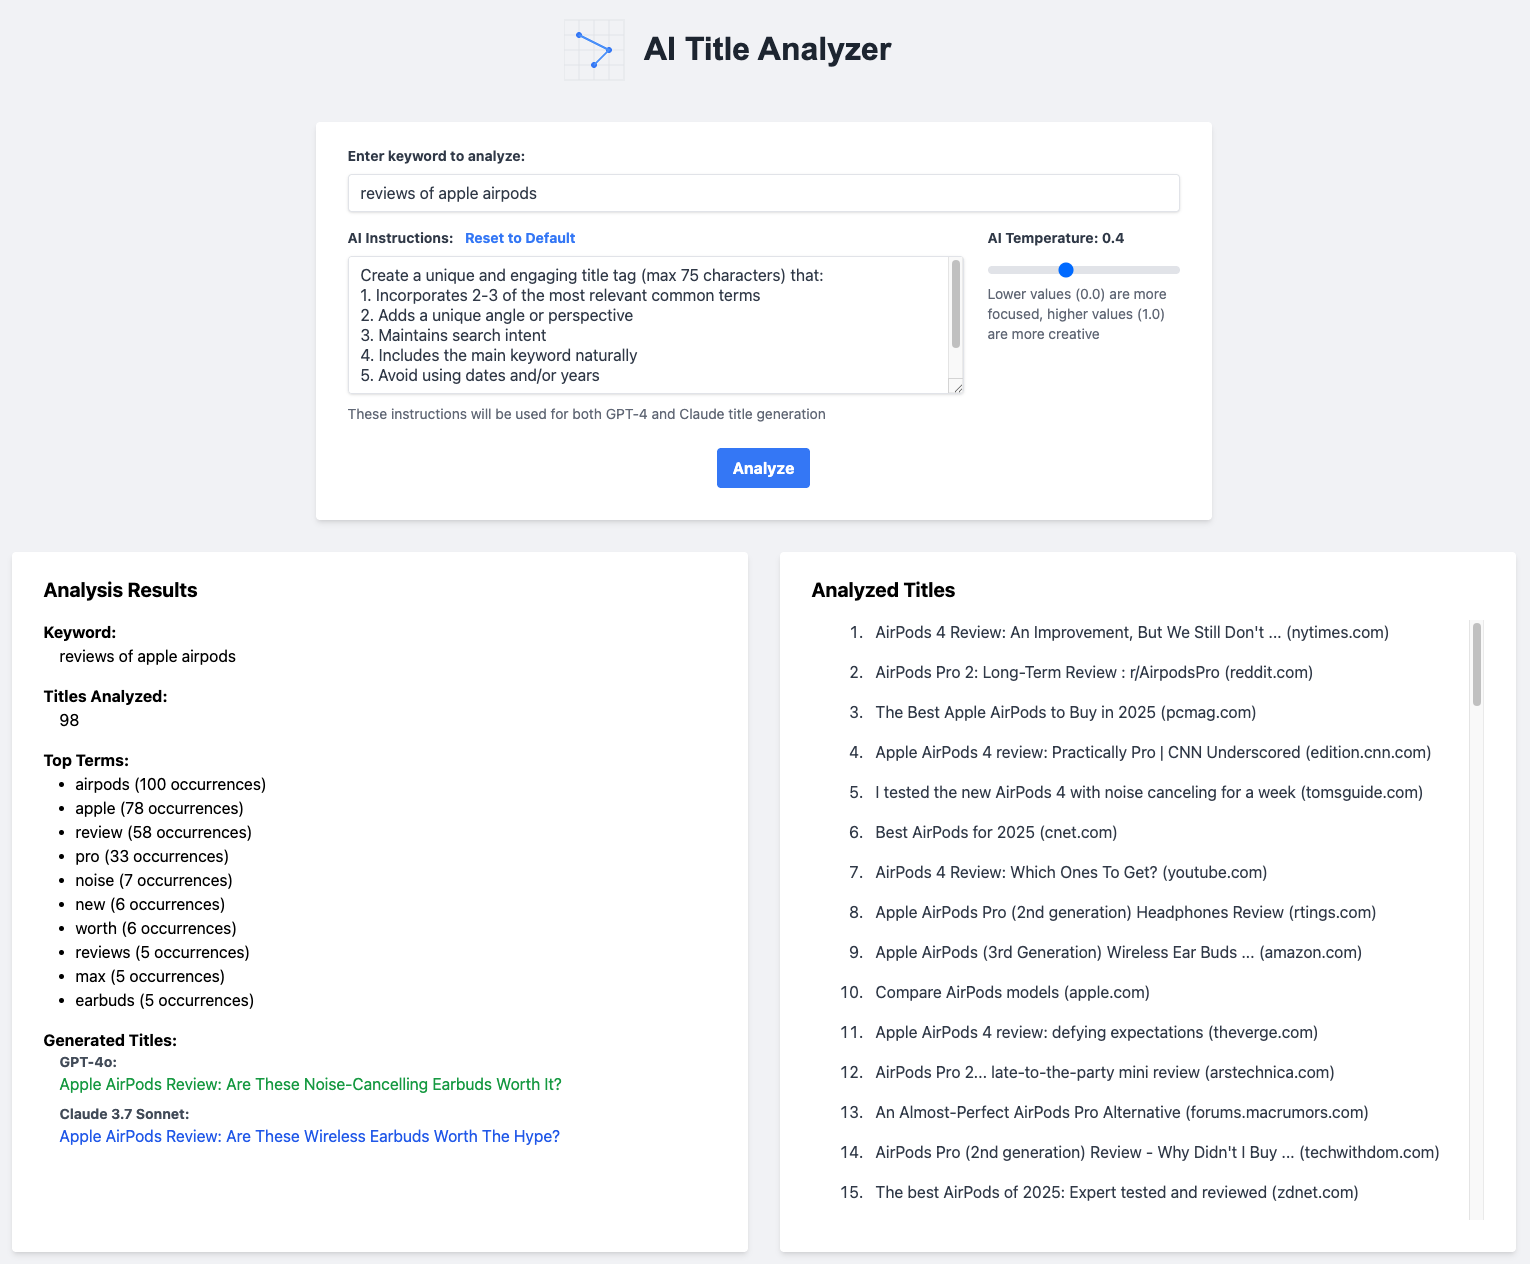 AI Title Analyzer
Enter keyword to analyze:
reviews of apple airpods
AI Instructions: Reset to Default
Create a unique and engaging title tag (max 75 characters) that:
1. Incorporates 2-3 of the most relevant common terms
2. Adds a unique angle or perspective
3. Maintains search intent
4. Includes the main keyword naturally
5. Avoid using dates and/or years
These instructions will be used for both GPT-4 and Claude title generation
AI Temperature: 0.4
Lower values (0.0) are more
focused, higher values (1.0)
are more creative
Analyze
Analysis Results
Keyword:
reviews of apple airpods
Titles Analyzed:
98
Top Terms:
• airpods (100 occurrences)
• apple (78 occurrences)
• review (58 occurrences)
• pro (33 occurrences)
• noise (7 occurrences)
• new (6 occurrences)
• worth (6 occurrences)
• reviews (5 occurrences)
• max (5 occurrences)
• earbuds (5 occurrences)
Generated Titles:
GPT-4o:
Apple AirPods Review: Are These Noise-Cancelling Earbuds Worth It?
Claude 3.7 Sonnet:
Apple AirPods Review: Are These Wireless Earbuds Worth The Hype?
Analyzed Titles
1. AirPods 4 Review: An Improvement, But We Still Don't ... (nytimes.com)
2. AirPods Pro 2: Long-Term Review : r/AirpodsPro (reddit.com)
3. The Best Apple AirPods to Buy in 2025 (pcmag.com)
4. Apple AirPods 4 review: Practically Pro | CNN Underscored (edition.cnn.com)
5. I tested the new AirPods 4 with noise canceling for a week (tomsguide.com)
6. Best AirPods for 2025 (cnet.com)
7. AirPods 4 Review: Which Ones To Get? (youtube.com)
8. Apple AirPods Pro (2nd generation) Headphones Review (rtings.com)
9. Apple AirPods (3rd Generation) Wireless Ear Buds ... (amazon.com)
10. Compare AirPods models (apple.com)
11. Apple AirPods 4 review: defying expectations (theverge.com)
12. AirPods Pro 2... late-to-the-party mini review (arstechnica.com)
13. An Almost-Perfect AirPods Pro Alternative (forums.macrumors.com)
14. AirPods Pro (2nd generation) Review - Why Didn't I Buy ... (techwithdom.com)
15. The best AirPods of 2025: Expert tested and reviewed (zdnet.com)